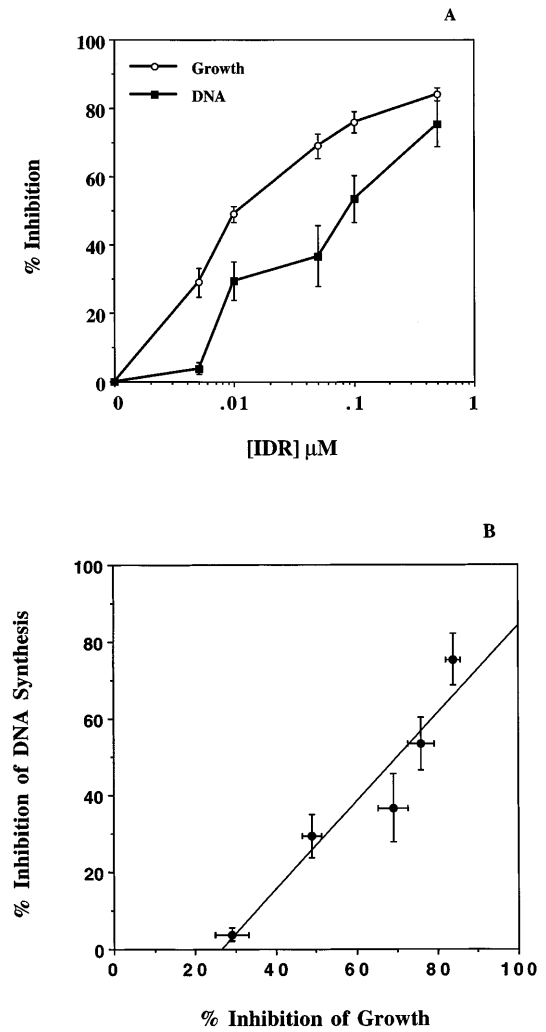 A
100
80
60
40
20
0
% Inhibition
Growth
DNA
0 .01 .1 1
[IDR] µM
B
100
80
60
40
20
0
% Inhibition of DNA Synthesis
0 20 40 60 80 100
% Inhibition of Growth